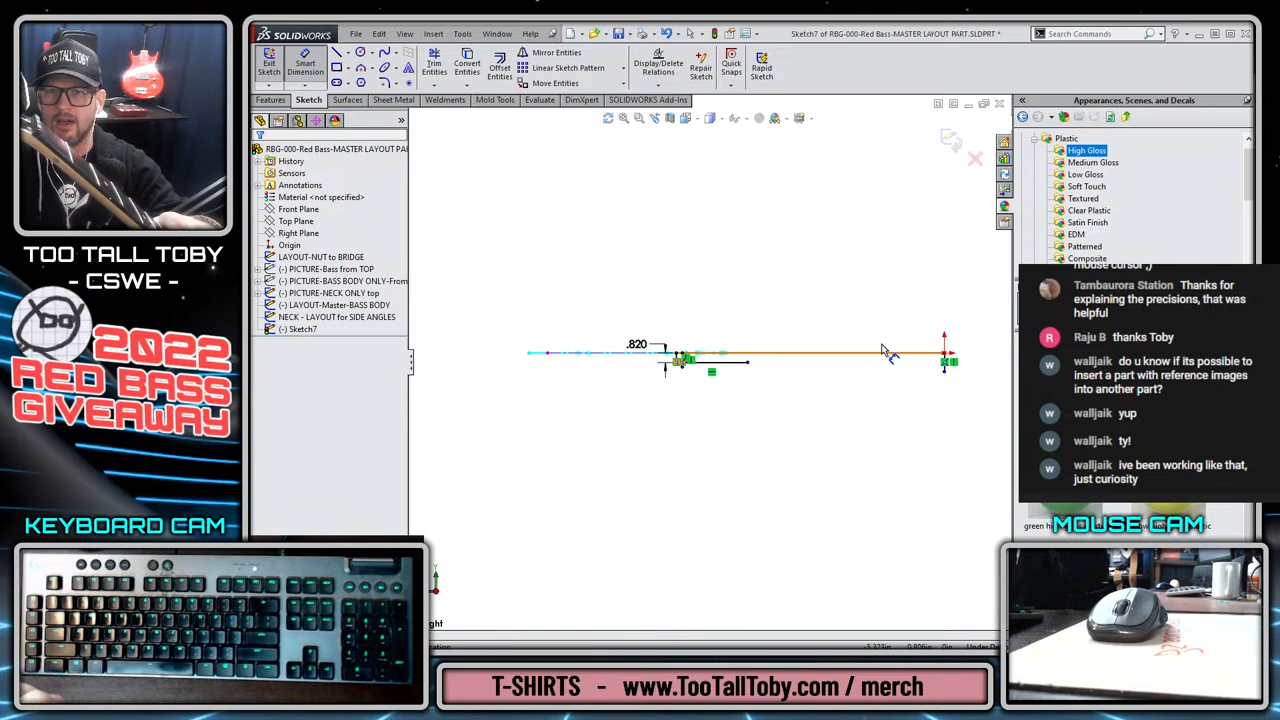 SOLIDWORKS
File
Edit
View
Insert
Tools
Window
Help
Sketch7 of RBG-000-Red Bass-MASTER LAYOUT PART.SLDPRT *
Search Commands
Exit Sketch
Smart Dimension
Trim Entities
Convert Entities
Offset Entities
Mirror Entities
Linear Sketch Pattern
Move Entities
Display/Delete Relations
Repair Sketch
Quick Snaps
Rapid Sketch
Features
Sketch
Surfaces
Sheet Metal
Weldments
Mold Tools
Evaluate
DimXpert
SOLIDWORKS Add-Ins
Appearances, Scenes, and Decals
RBG-000-Red Bass-MASTER LAYOUT PAI
History
Sensors
Annotations
Material <not specified>
Front Plane
Top Plane
Right Plane
Origin
LAYOUT-NUT to BRIDGE
(-) PICTURE-Bass from TOP
(-) PICTURE-BASS BODY ONLY-From
(-) PICTURE-NECK ONLY top
(-) LAYOUT-Master-BASS BODY
NECK - LAYOUT for SIDE ANGLES
(-) Sketch7
.820
Plastic
High Gloss
Medium Gloss
Low Gloss
Soft Touch
Textured
Clear Plastic
Satin Finish
EDM
Patterned
Composite
mouse cursor ;)
Tambaurora Station Thanks for
explaining the precisions, that was
helpful
Raju B thanks Toby
walljaik do u know if its possible to
insert a part with reference images
into another part?
walljaik yup
walljaik ty!
walljaik ive been working like that,
just curiosity
TOO TALL TOBY
- CSWE -
2022
RED BASS
GIVEAWAY
KEYBOARD CAM
MOUSE CAM
T-SHIRTS - www.TooTallToby.com / merch